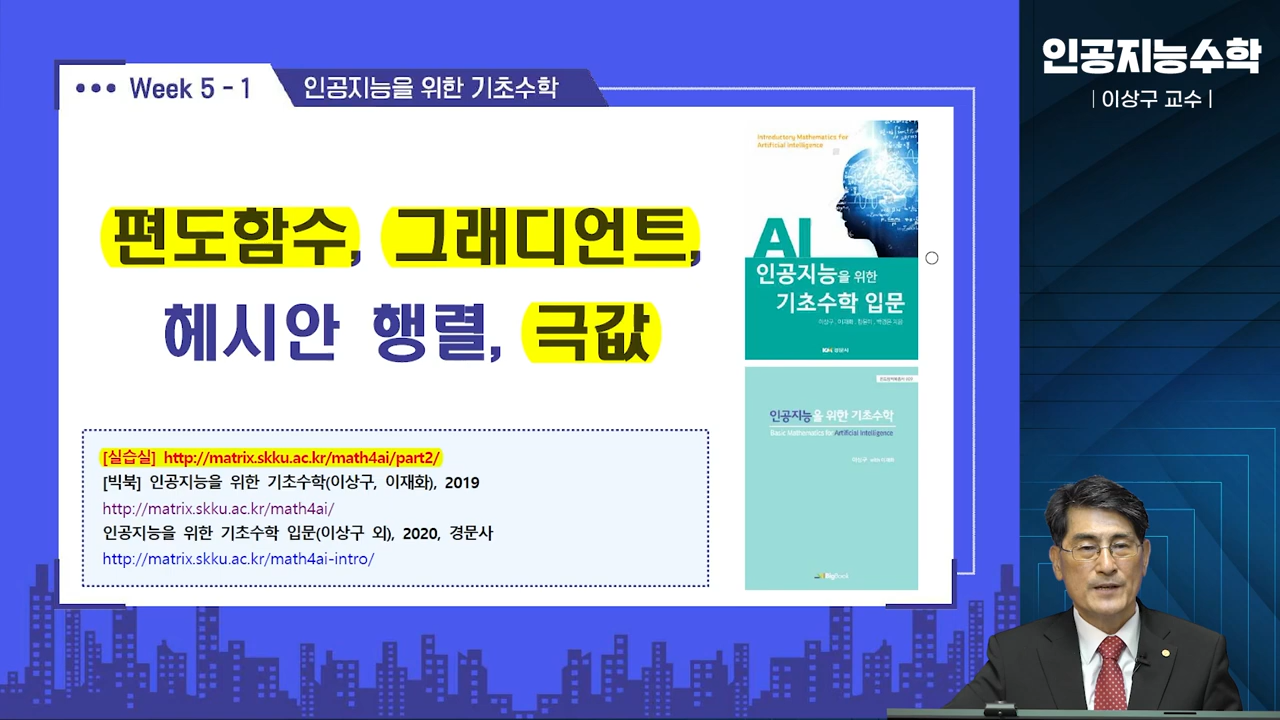 Week 5 - 1
인공지능을 위한 기초수학
편도함수, 그래디언트,
헤시안 행렬, 극값
[실습실] http://matrix.skku.ac.kr/math4ai/part2/
[빅북] 인공지능을 위한 기초수학(이상구, 이재화), 2019
http://matrix.skku.ac.kr/math4ai/
인공지능을 위한 기초수학 입문(이상구 외), 2020, 경문사
http://matrix.skku.ac.kr/math4ai-intro/
Introductory Mathematics for
Artificial Intelligence
AI
인공지능을 위한
기초수학 입문
경문사
인공지능을 위한 기초수학
Basic Mathematics for Artificial Intelligence
BigBook
인공지능수학
| 이상구 교수 |